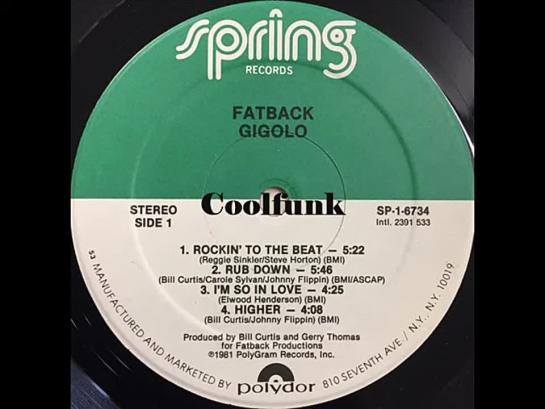 spring
RECORDS
FATBACK
GIGOLO
STEREO
SIDE 1
Coolfunk
SP-1-6734
Intl. 2391 533
1. ROCKIN' TO THE BEAT — 5:22
(Reggie Sinkler/Steve Horton) (BMI)
2. RUB DOWN — 5:46
(Bill Curtis/Carole Sylvan/Johnny Flippin) (BMI/ASCAP)
3. I'M SO IN LOVE — 4:25
(Elwood Henderson) (BMI)
4. HIGHER — 4:08
(Bill Curtis/Johnny Flippin) (BMI)
Produced by Bill Curtis and Gerry Thomas
for Fatback Productions
℗1981 PolyGram Records, Inc.
53 MANUFACTURED AND MARKETED BY polydor 810 SEVENTH AVE / N.Y. N.Y. 10019